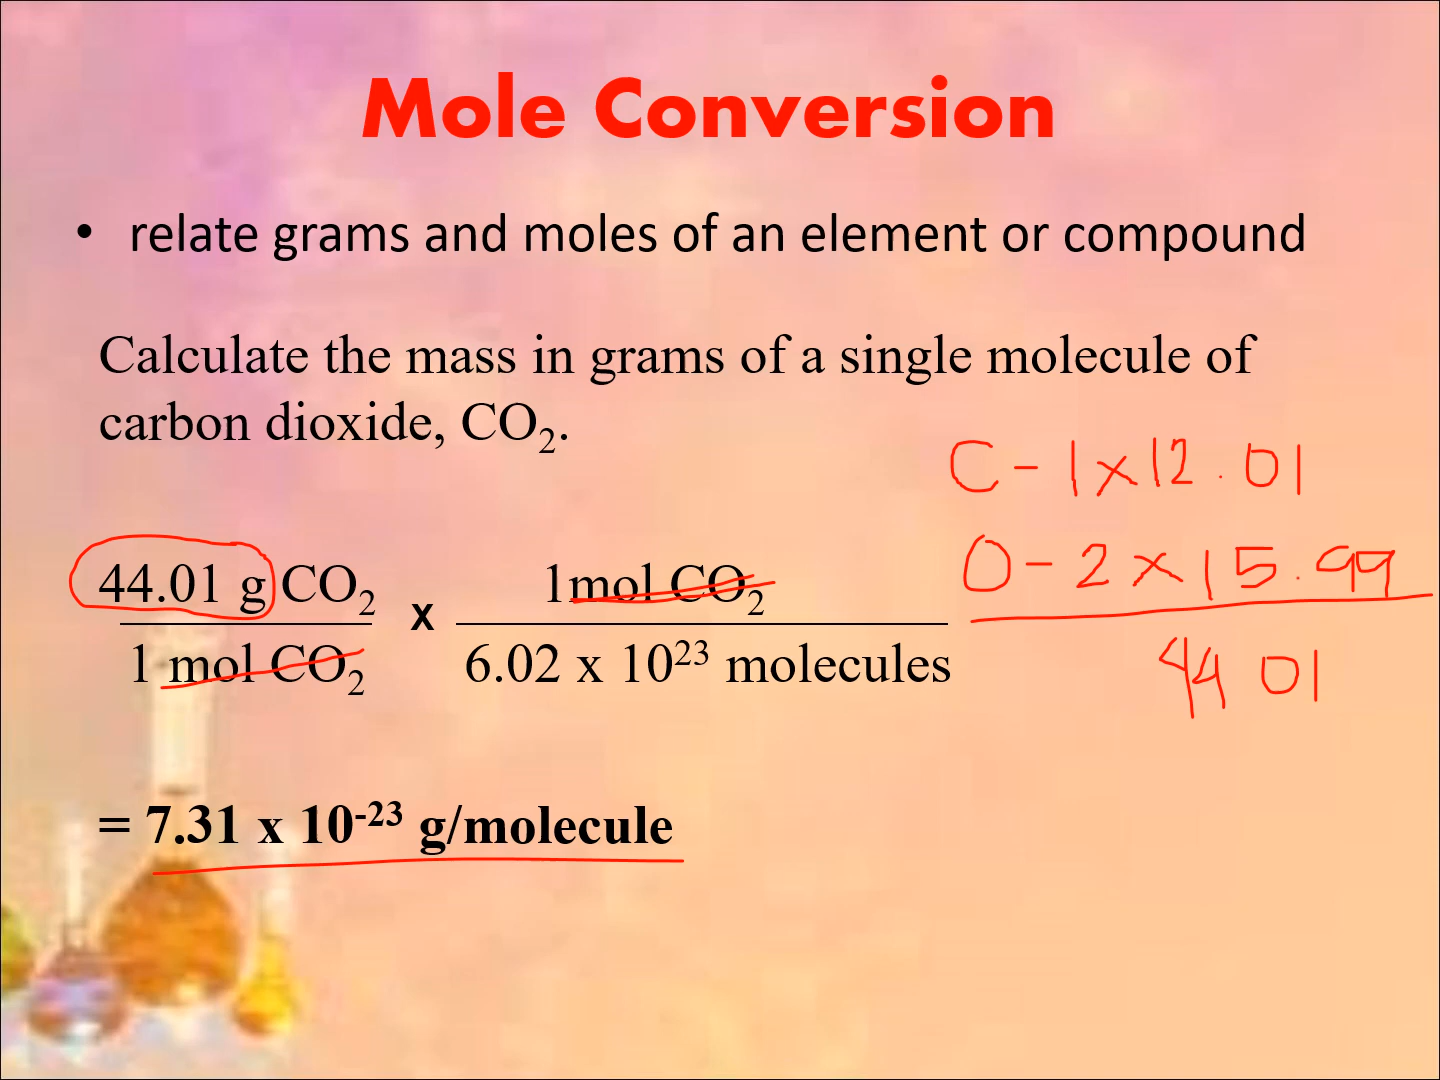 Mole Conversion
• relate grams and moles of an element or compound
Calculate the mass in grams of a single molecule of
carbon dioxide, CO₂.
C - 1 x 12.01
O - 2 x 15.99
44 01
44.01 g CO₂ x 1mol CO₂
1 mol CO₂ 6.02 x 10²³ molecules
= 7.31 x 10⁻²³ g/molecule